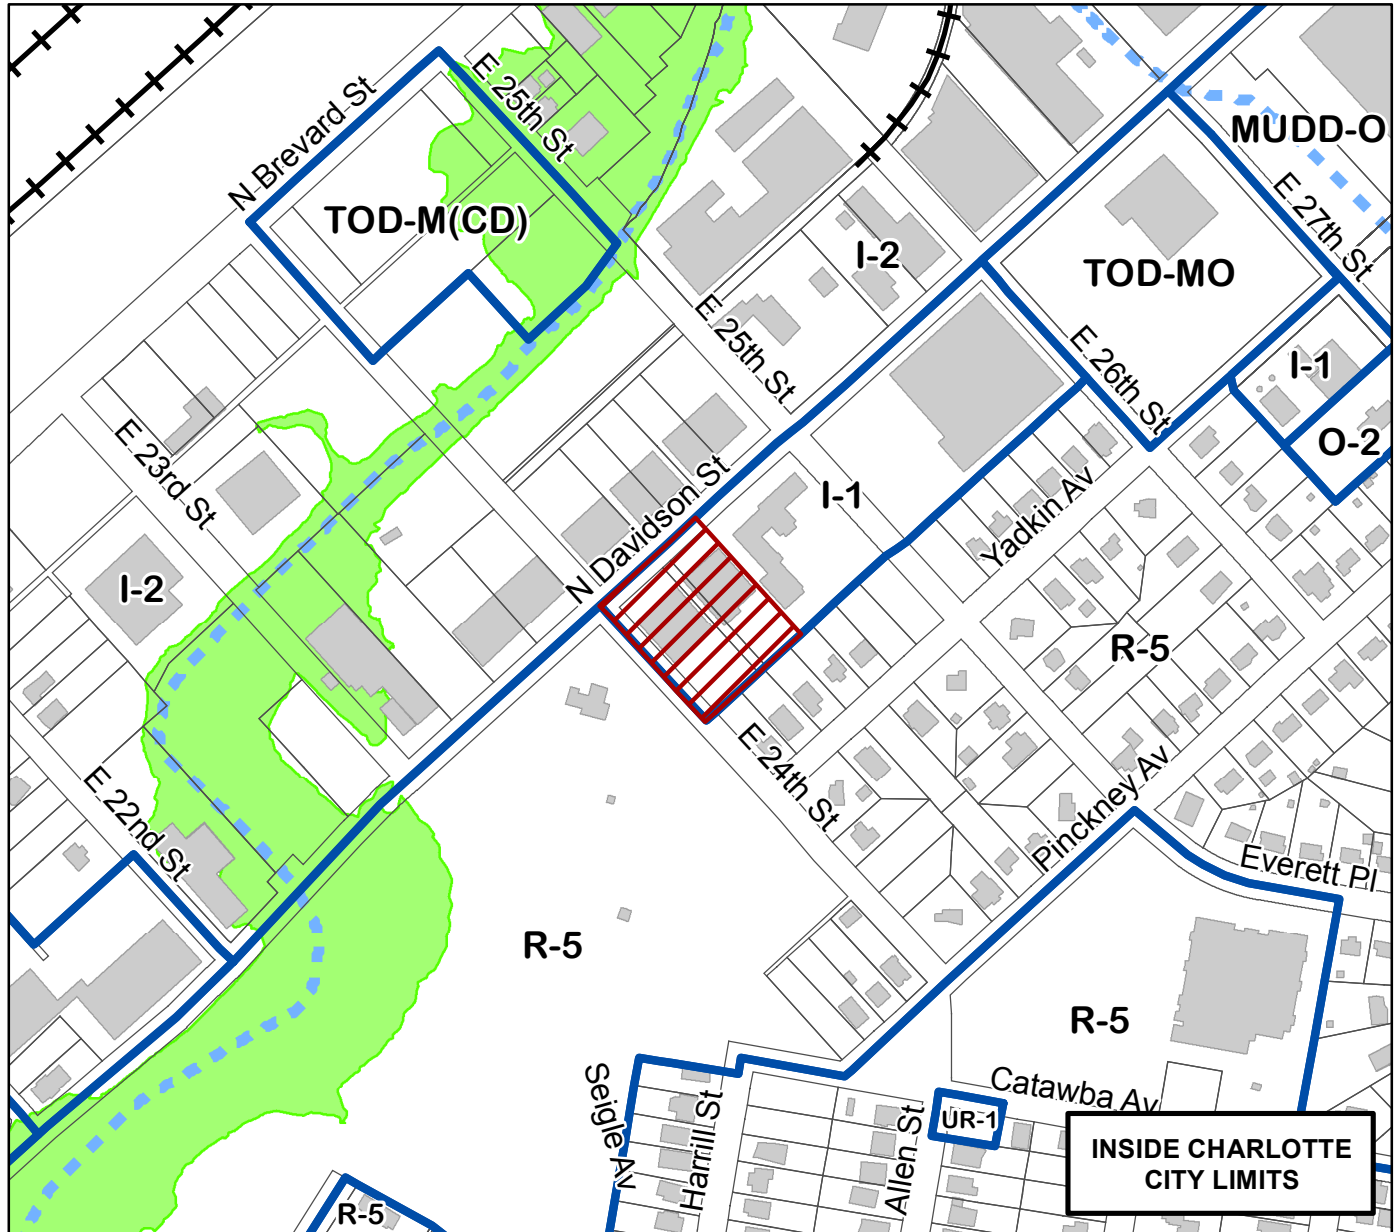 N Brevard St
E 25th St
TOD-M(CD)
MUDD-O
E 27th St
I-2
TOD-MO
E 25th St
E 26th St
I-1
O-2
E 23rd St
N Davidson St
I-1
Yadkin Av
I-2
R-5
E 24th St
E 22nd St
Pinckney Av
Everett Pl
R-5
R-5
Seigle Av
Harrill St
Allen St
Catawba Av
UR-1
INSIDE CHARLOTTE
CITY LIMITS
R-5